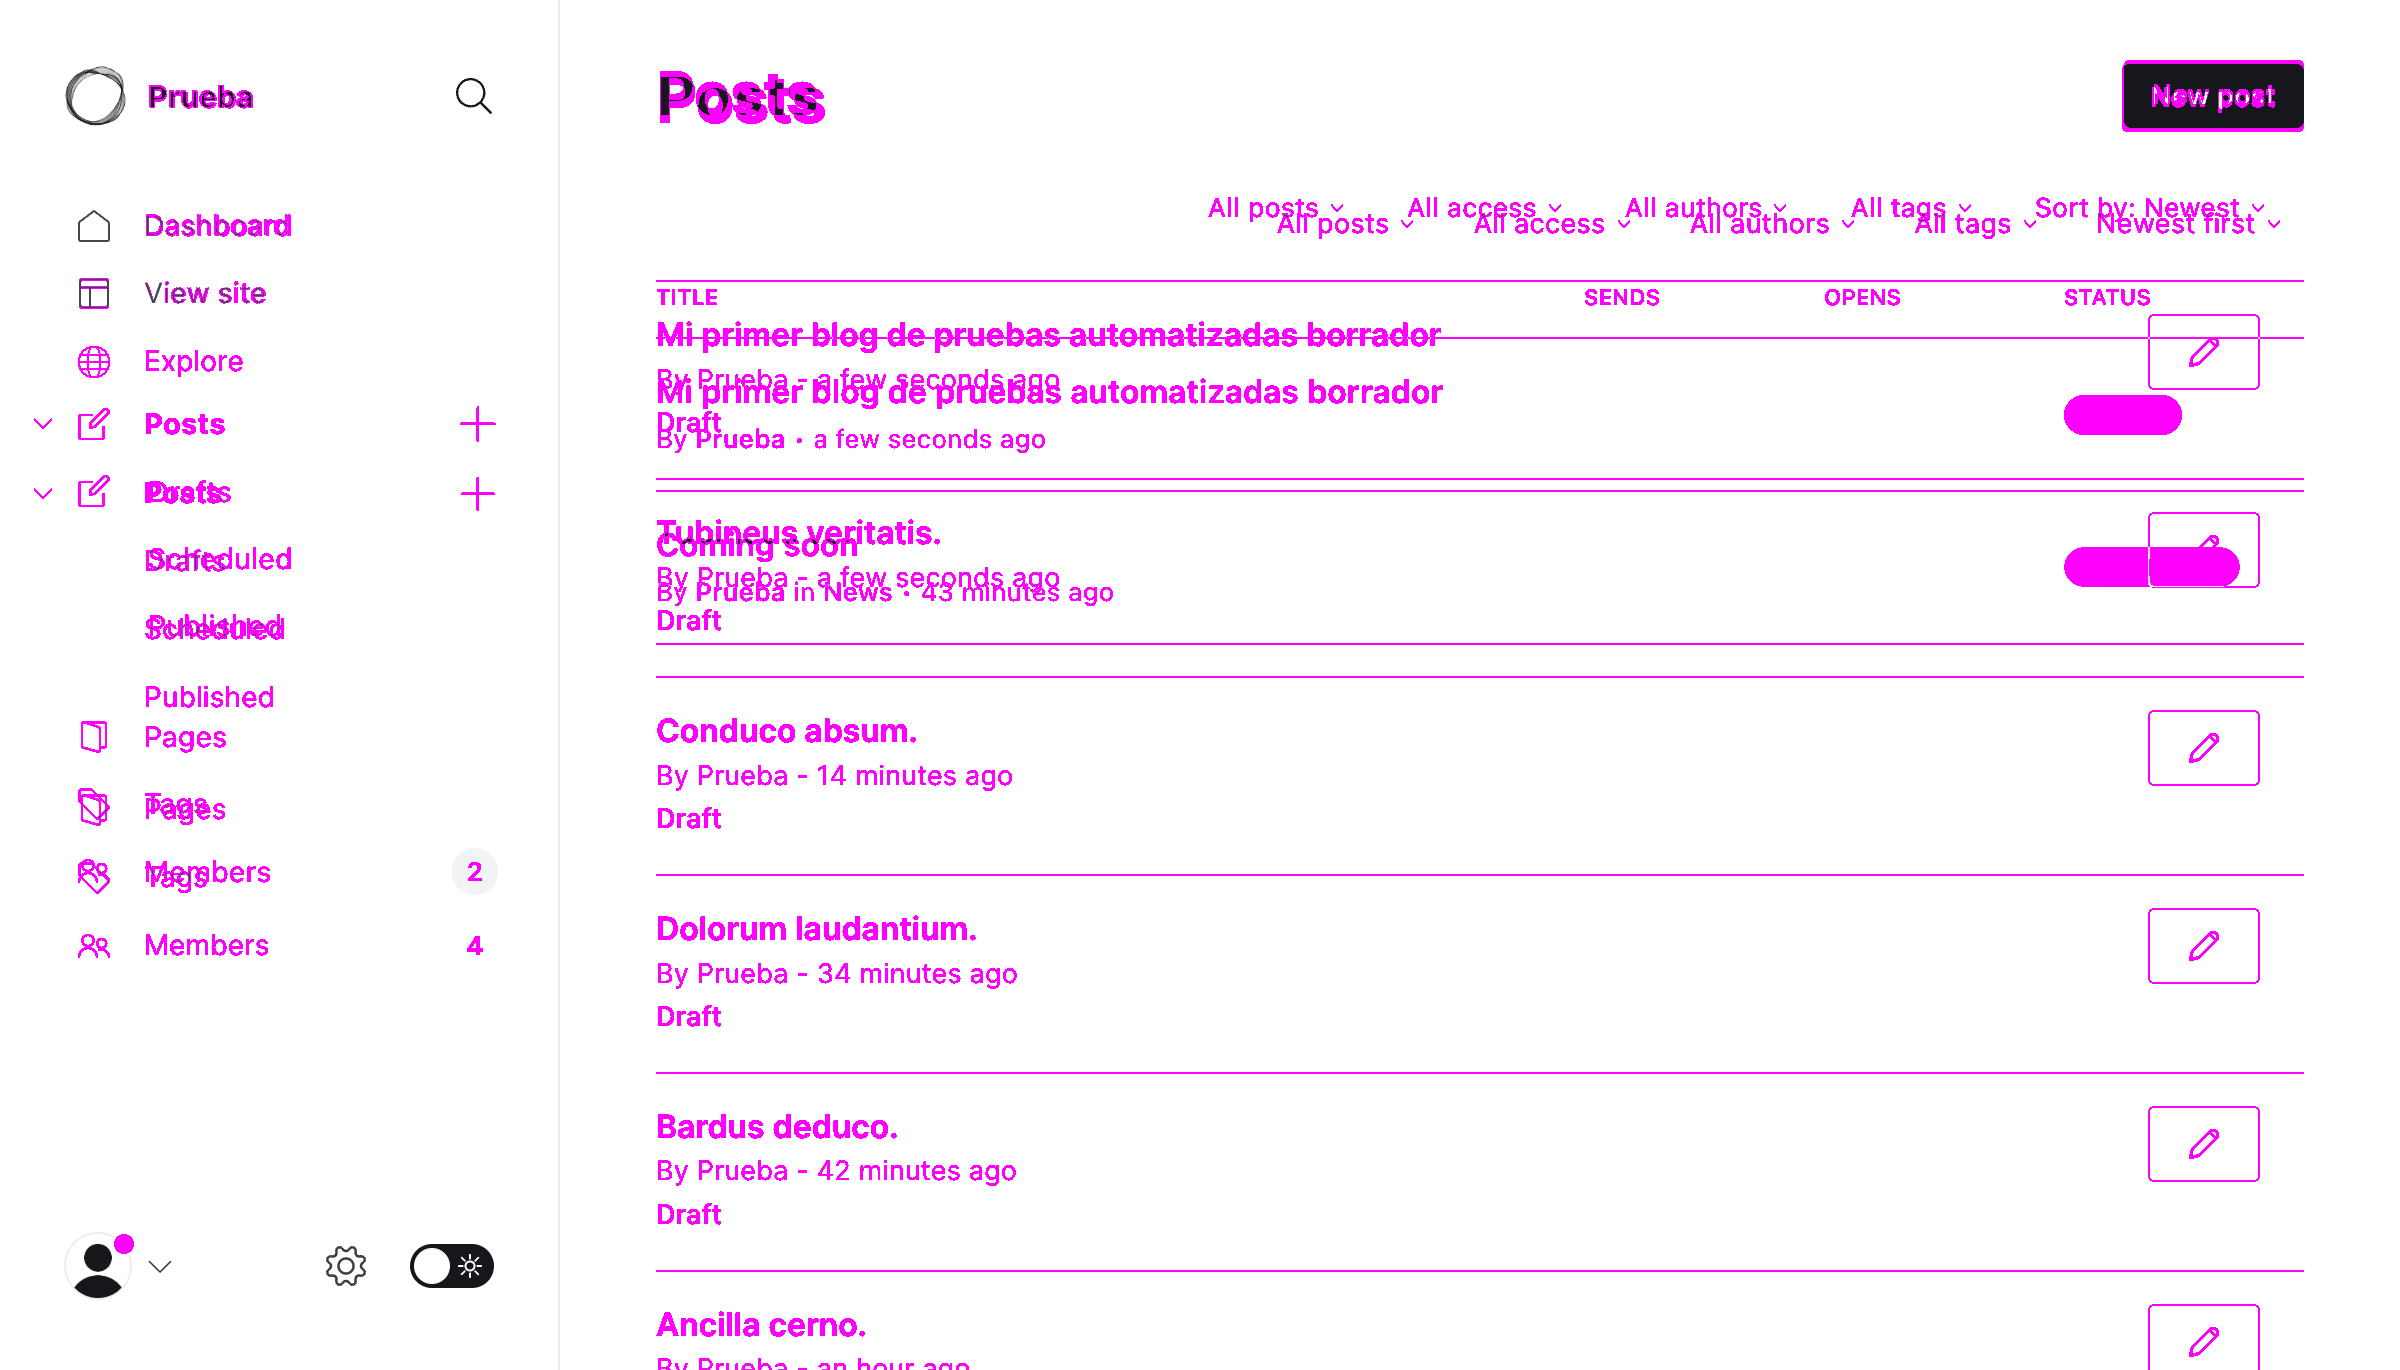 Prueba
Dashboard
View site
Explore
Posts
Posts
Drafts
Scheduled
Drafts
Published
Scheduled
Published
Pages
Tags
Pages
Members 2
Tags
Members 4
Posts
New post
All posts All access All authors All tags Sort by: Newest
All posts All access All authors All tags Newest first
TITLE SENDS OPENS STATUS
Mi primer blog de pruebas automatizadas borrador
By Prueba - a few seconds ago
Mi primer blog de pruebas automatizadas borrador
Draft
By Prueba • a few seconds ago
Tubineus veritatis.
Coming soon
By Prueba - a few seconds ago
By Prueba in News • 43 minutes ago
Draft
Conduco absum.
By Prueba - 14 minutes ago
Draft
Dolorum laudantium.
By Prueba - 34 minutes ago
Draft
Bardus deduco.
By Prueba - 42 minutes ago
Draft
Ancilla cerno.
By Prueba - an hour ago